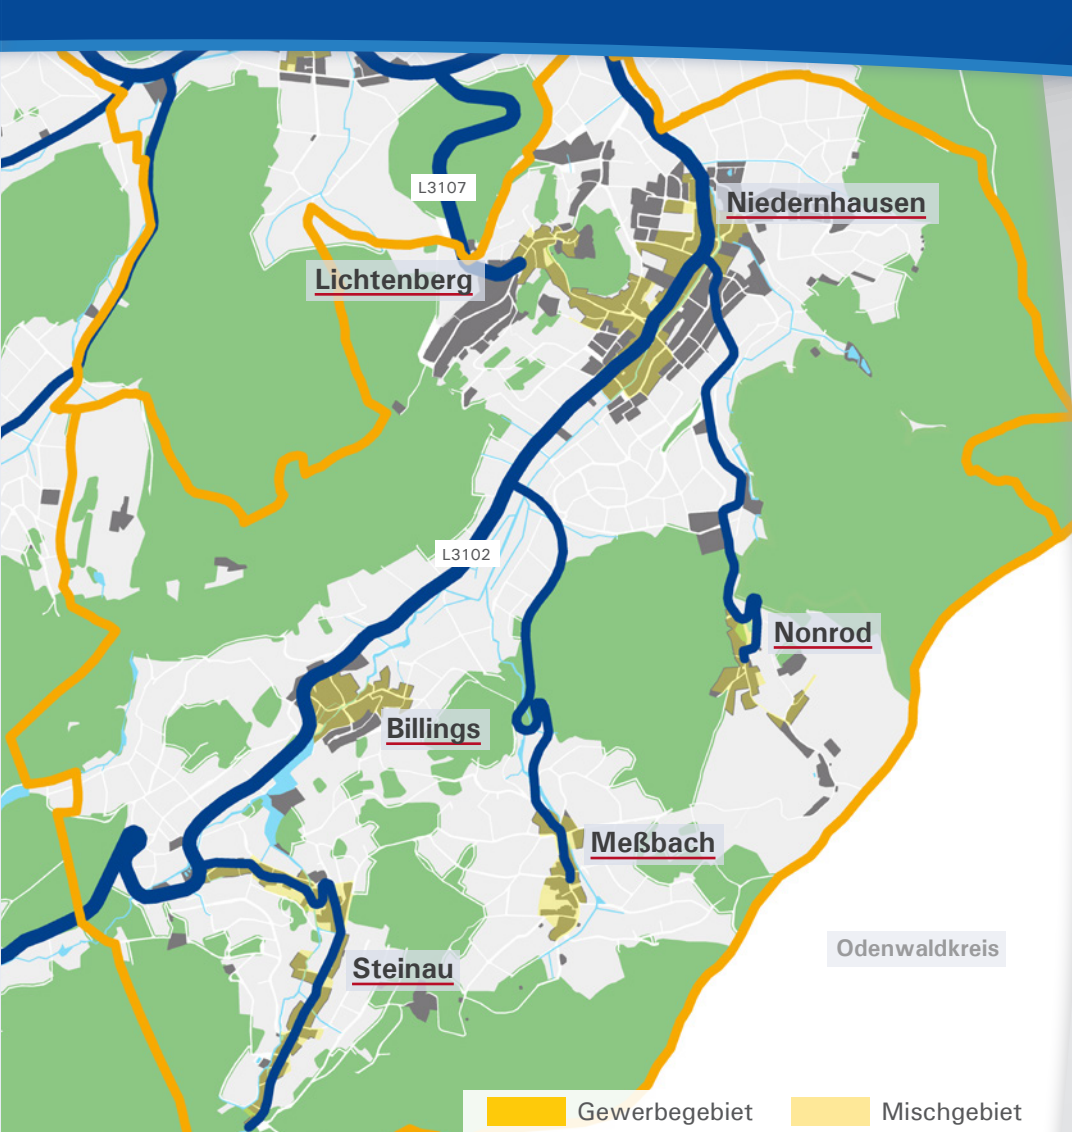 L3107
Niedernhausen
Lichtenberg
L3102
Nonrod
Billings
Meßbach
Odenwaldkreis
Steinau
Gewerbegebiet
Mischgebiet